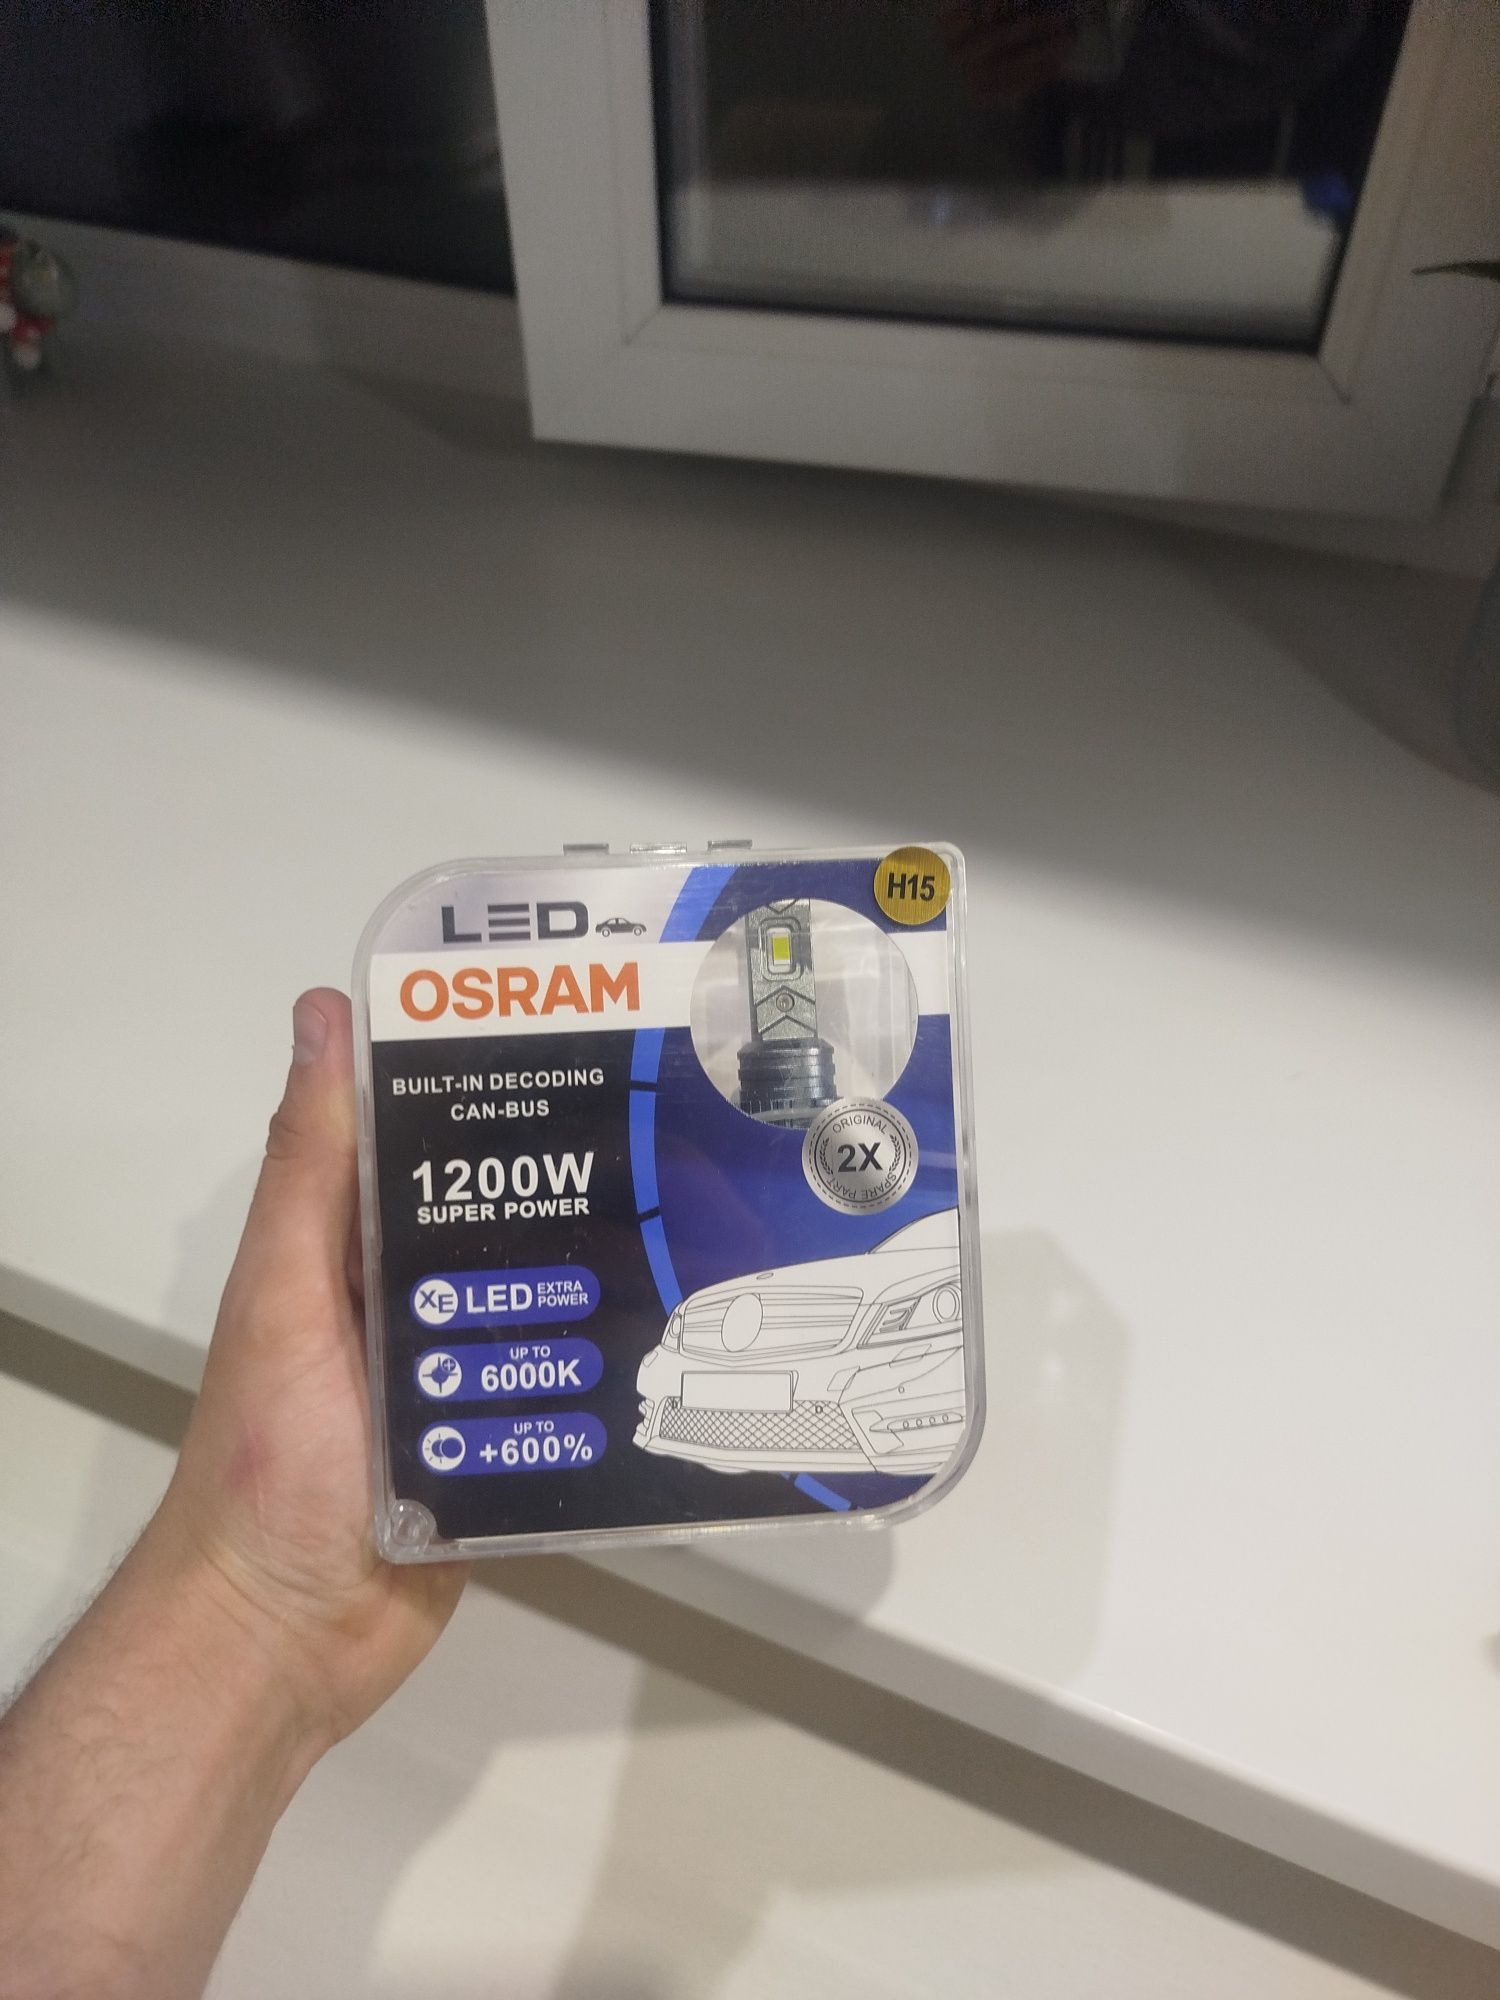 H15
LED
OSRAM
BUILT-IN DECODING
CAN-BUS
1200W
SUPER POWER
ORIGINAL
2X
SPARE PART
XE LED EXTRA
POWER
UP TO
6000K
UP TO
+600%